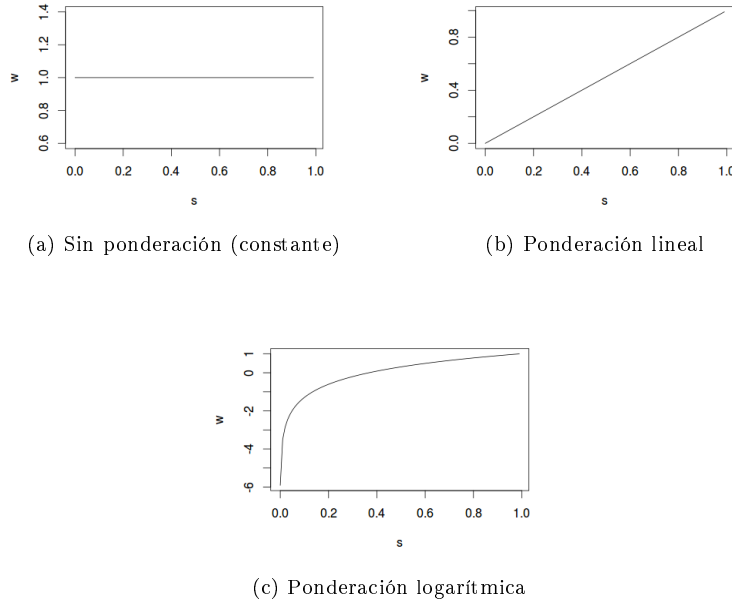 1.4
1.2
1.0
0.8
0.6
w
0.0 0.2 0.4 0.6 0.8 1.0
s
(a) Sin ponderación (constante)
0.8
0.4
0.0
w
0.0 0.2 0.4 0.6 0.8 1.0
s
(b) Ponderación lineal
1
0
-2
-4
-6
w
0.0 0.2 0.4 0.6 0.8 1.0
s
(c) Ponderación logarítmica